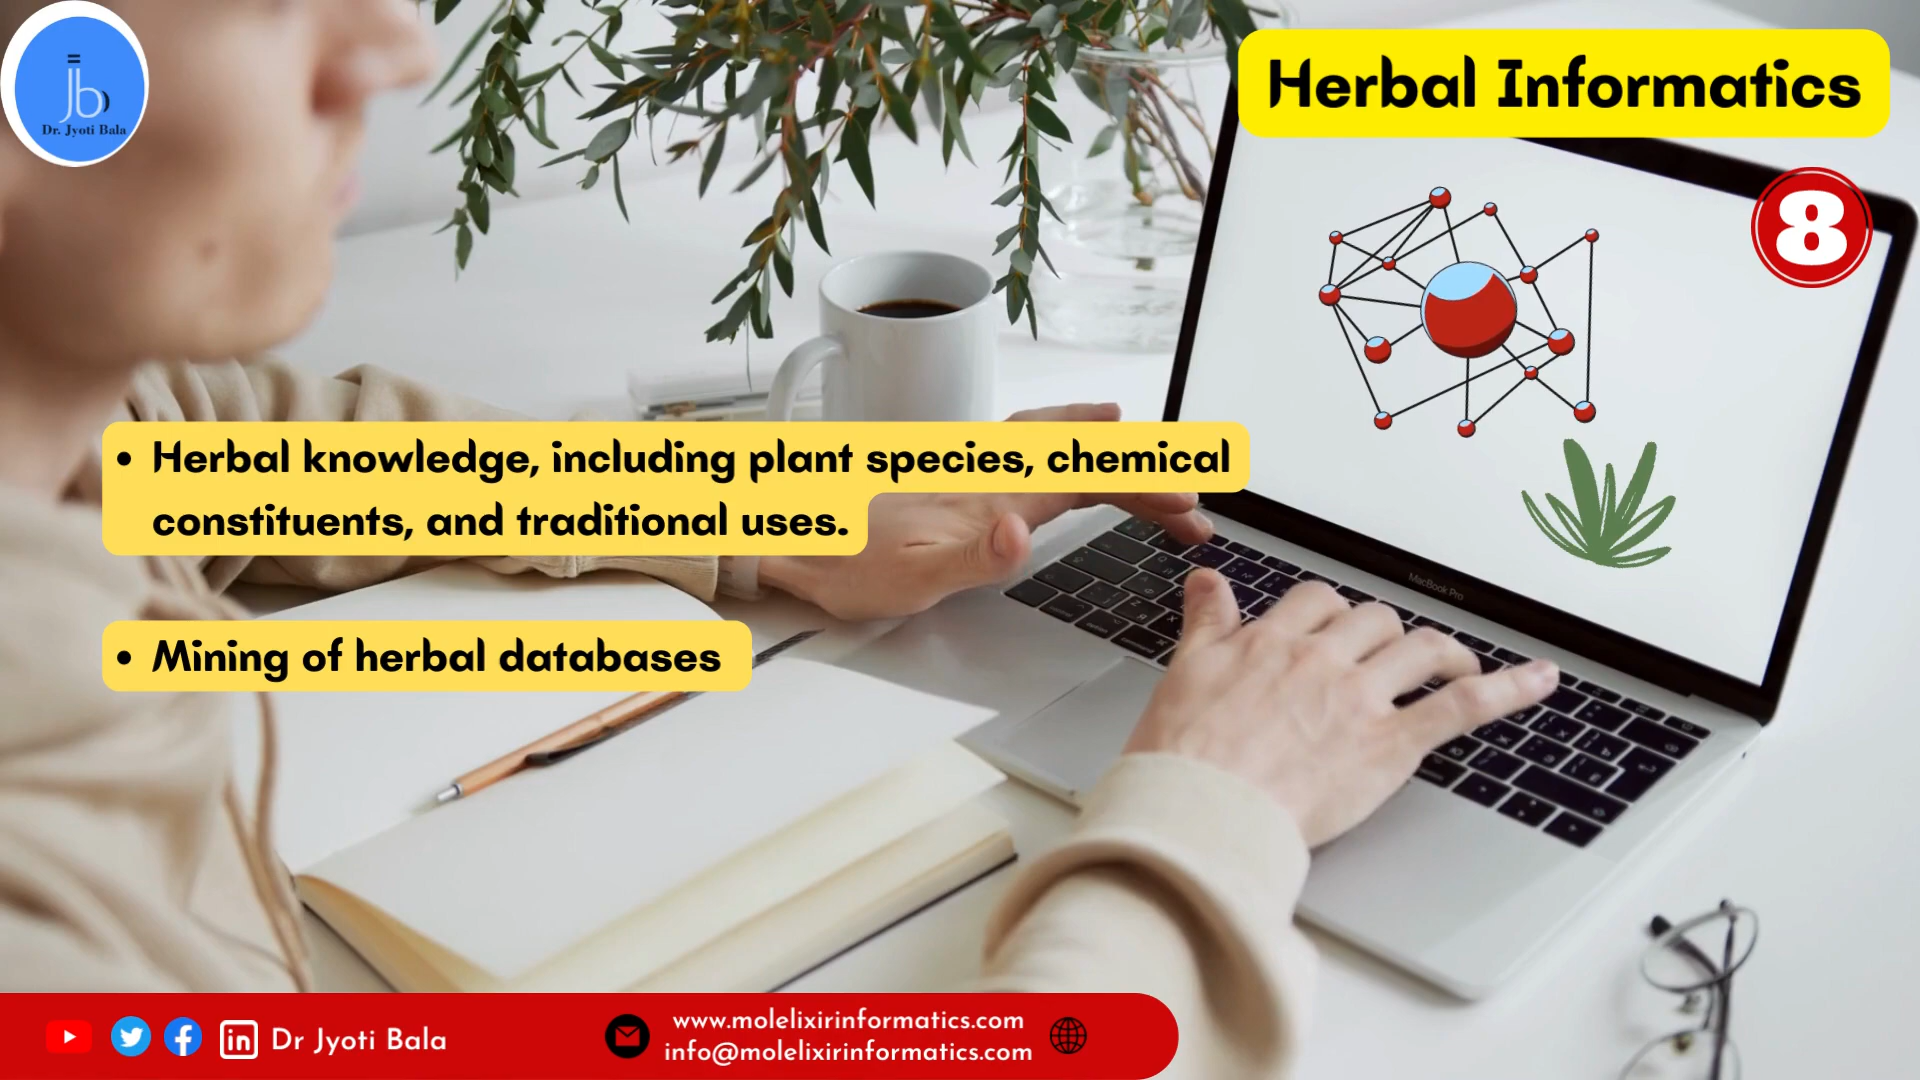 Dr. Jyoti Bala
Herbal Informatics
8
• Herbal knowledge, including plant species, chemical
constituents, and traditional uses.
• Mining of herbal databases
MacBook Pro
in Dr Jyoti Bala
www.molelixirinformatics.com
info@molelixirinformatics.com